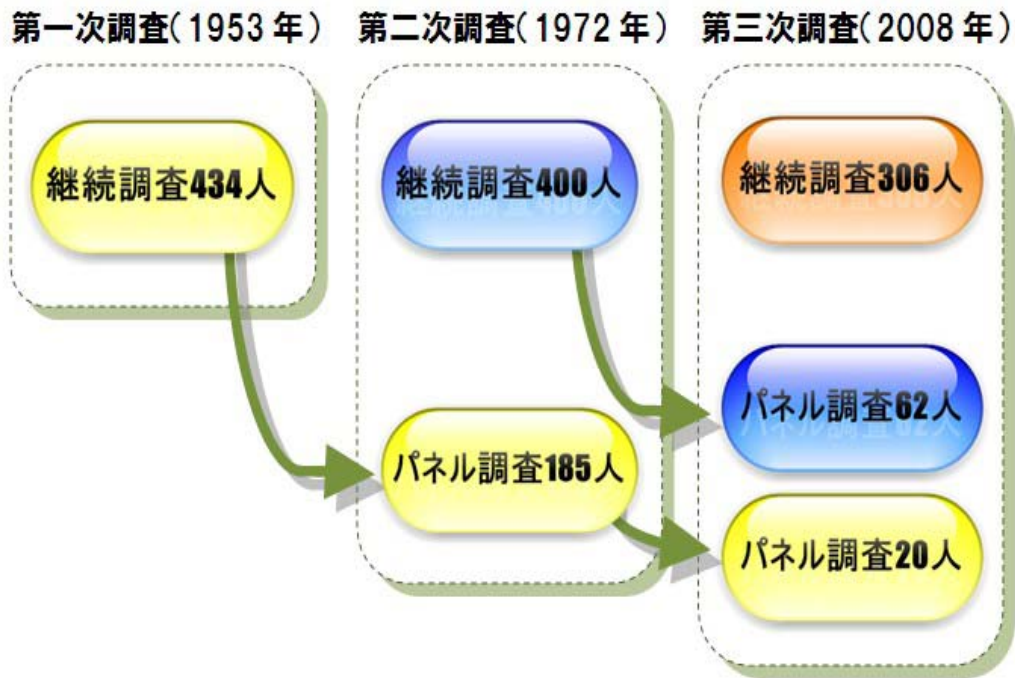 第一次調査(1953年)
第二次調査(1972年)
第三次調査(2008年)
継続調査434人
継続調査400人
継続調査306人
パネル調査62人
パネル調査185人
パネル調査20人